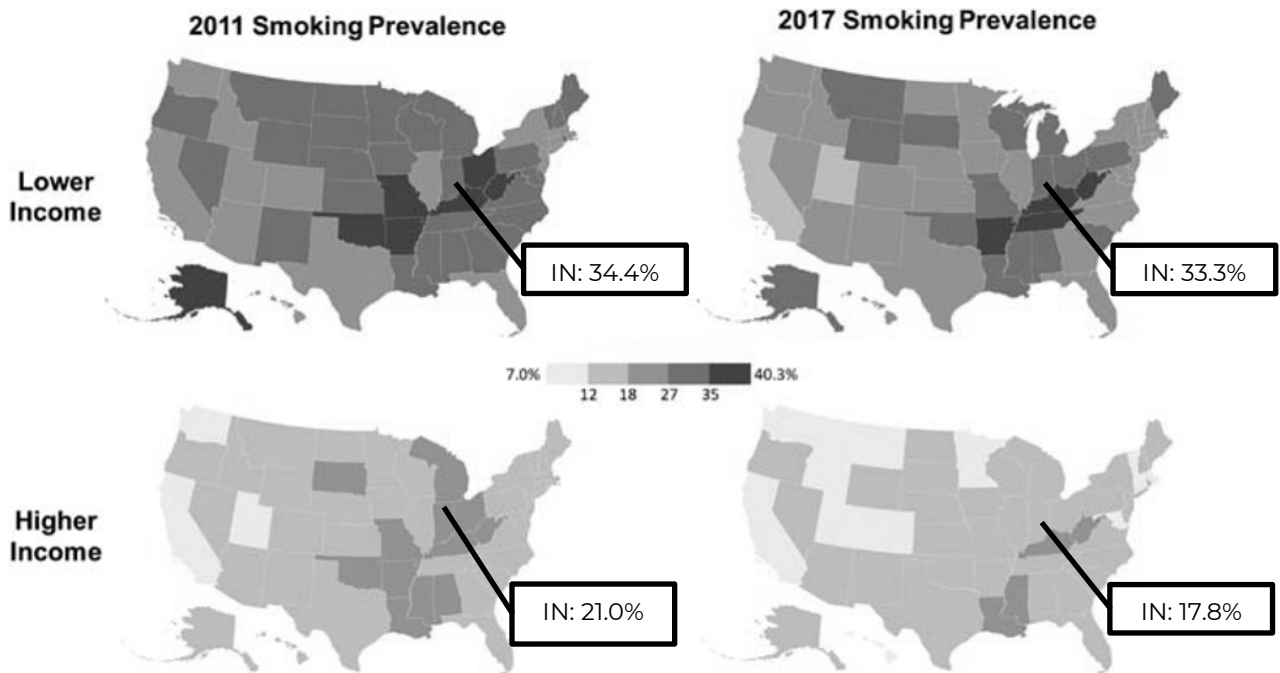 2011 Smoking Prevalence
2017 Smoking Prevalence
Lower
Income
IN: 34.4%
IN: 33.3%
7.0%
40.3%
12 18 27 35
Higher
Income
IN: 21.0%
IN: 17.8%